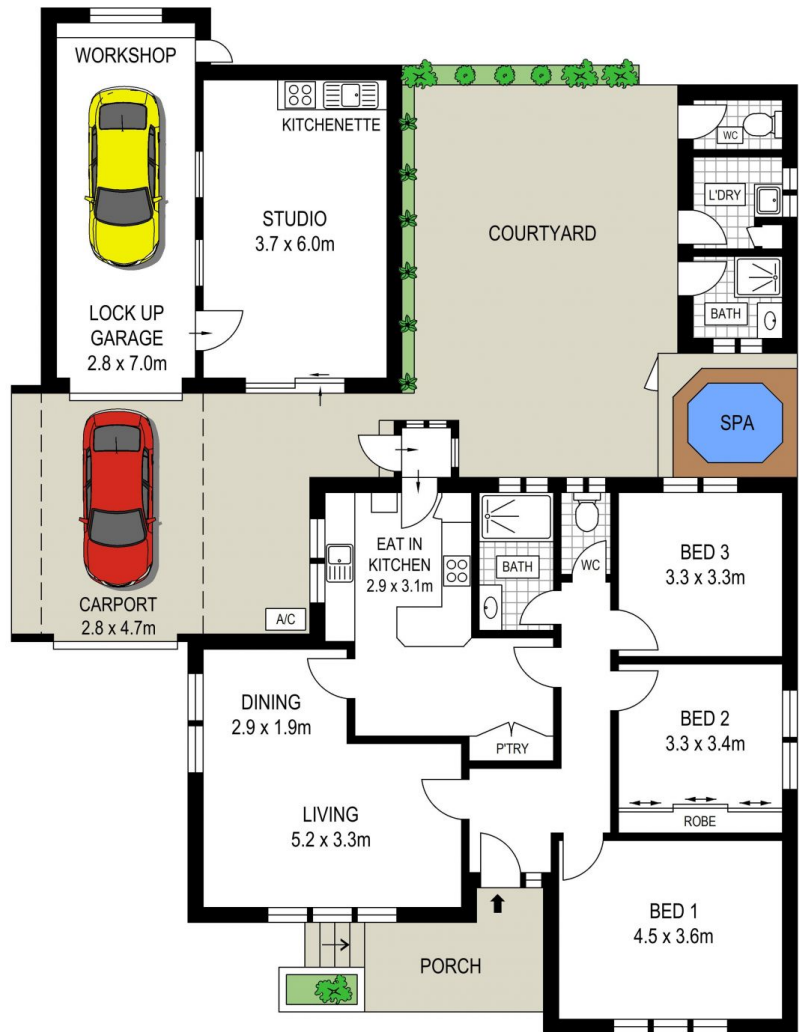 WORKSHOP
LOCK UP
GARAGE
2.8 x 7.0m
KITCHENETTE
STUDIO
3.7 x 6.0m
COURTYARD
WC
L'DRY
BATH
SPA
CARPORT
2.8 x 4.7m
A/C
EAT IN
KITCHEN
2.9 x 3.1m
BATH
WC
BED 3
3.3 x 3.3m
DINING
2.9 x 1.9m
P'TRY
BED 2
3.3 x 3.4m
ROBE
LIVING
5.2 x 3.3m
BED 1
4.5 x 3.6m
PORCH